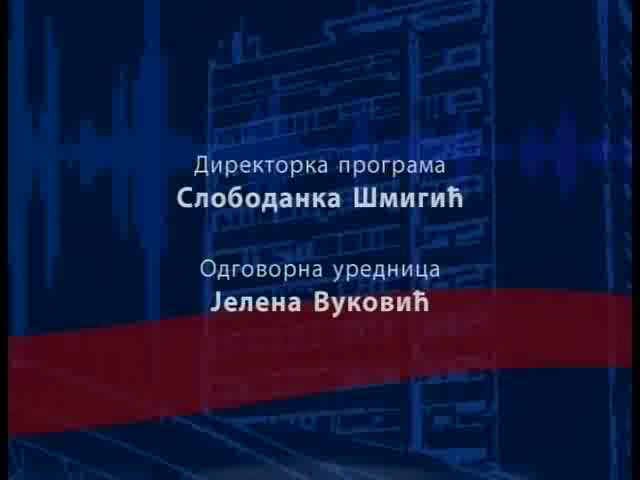 Директорка програма
Слободанка Шмигић
Одговорна уредница
Јелена Вуковић